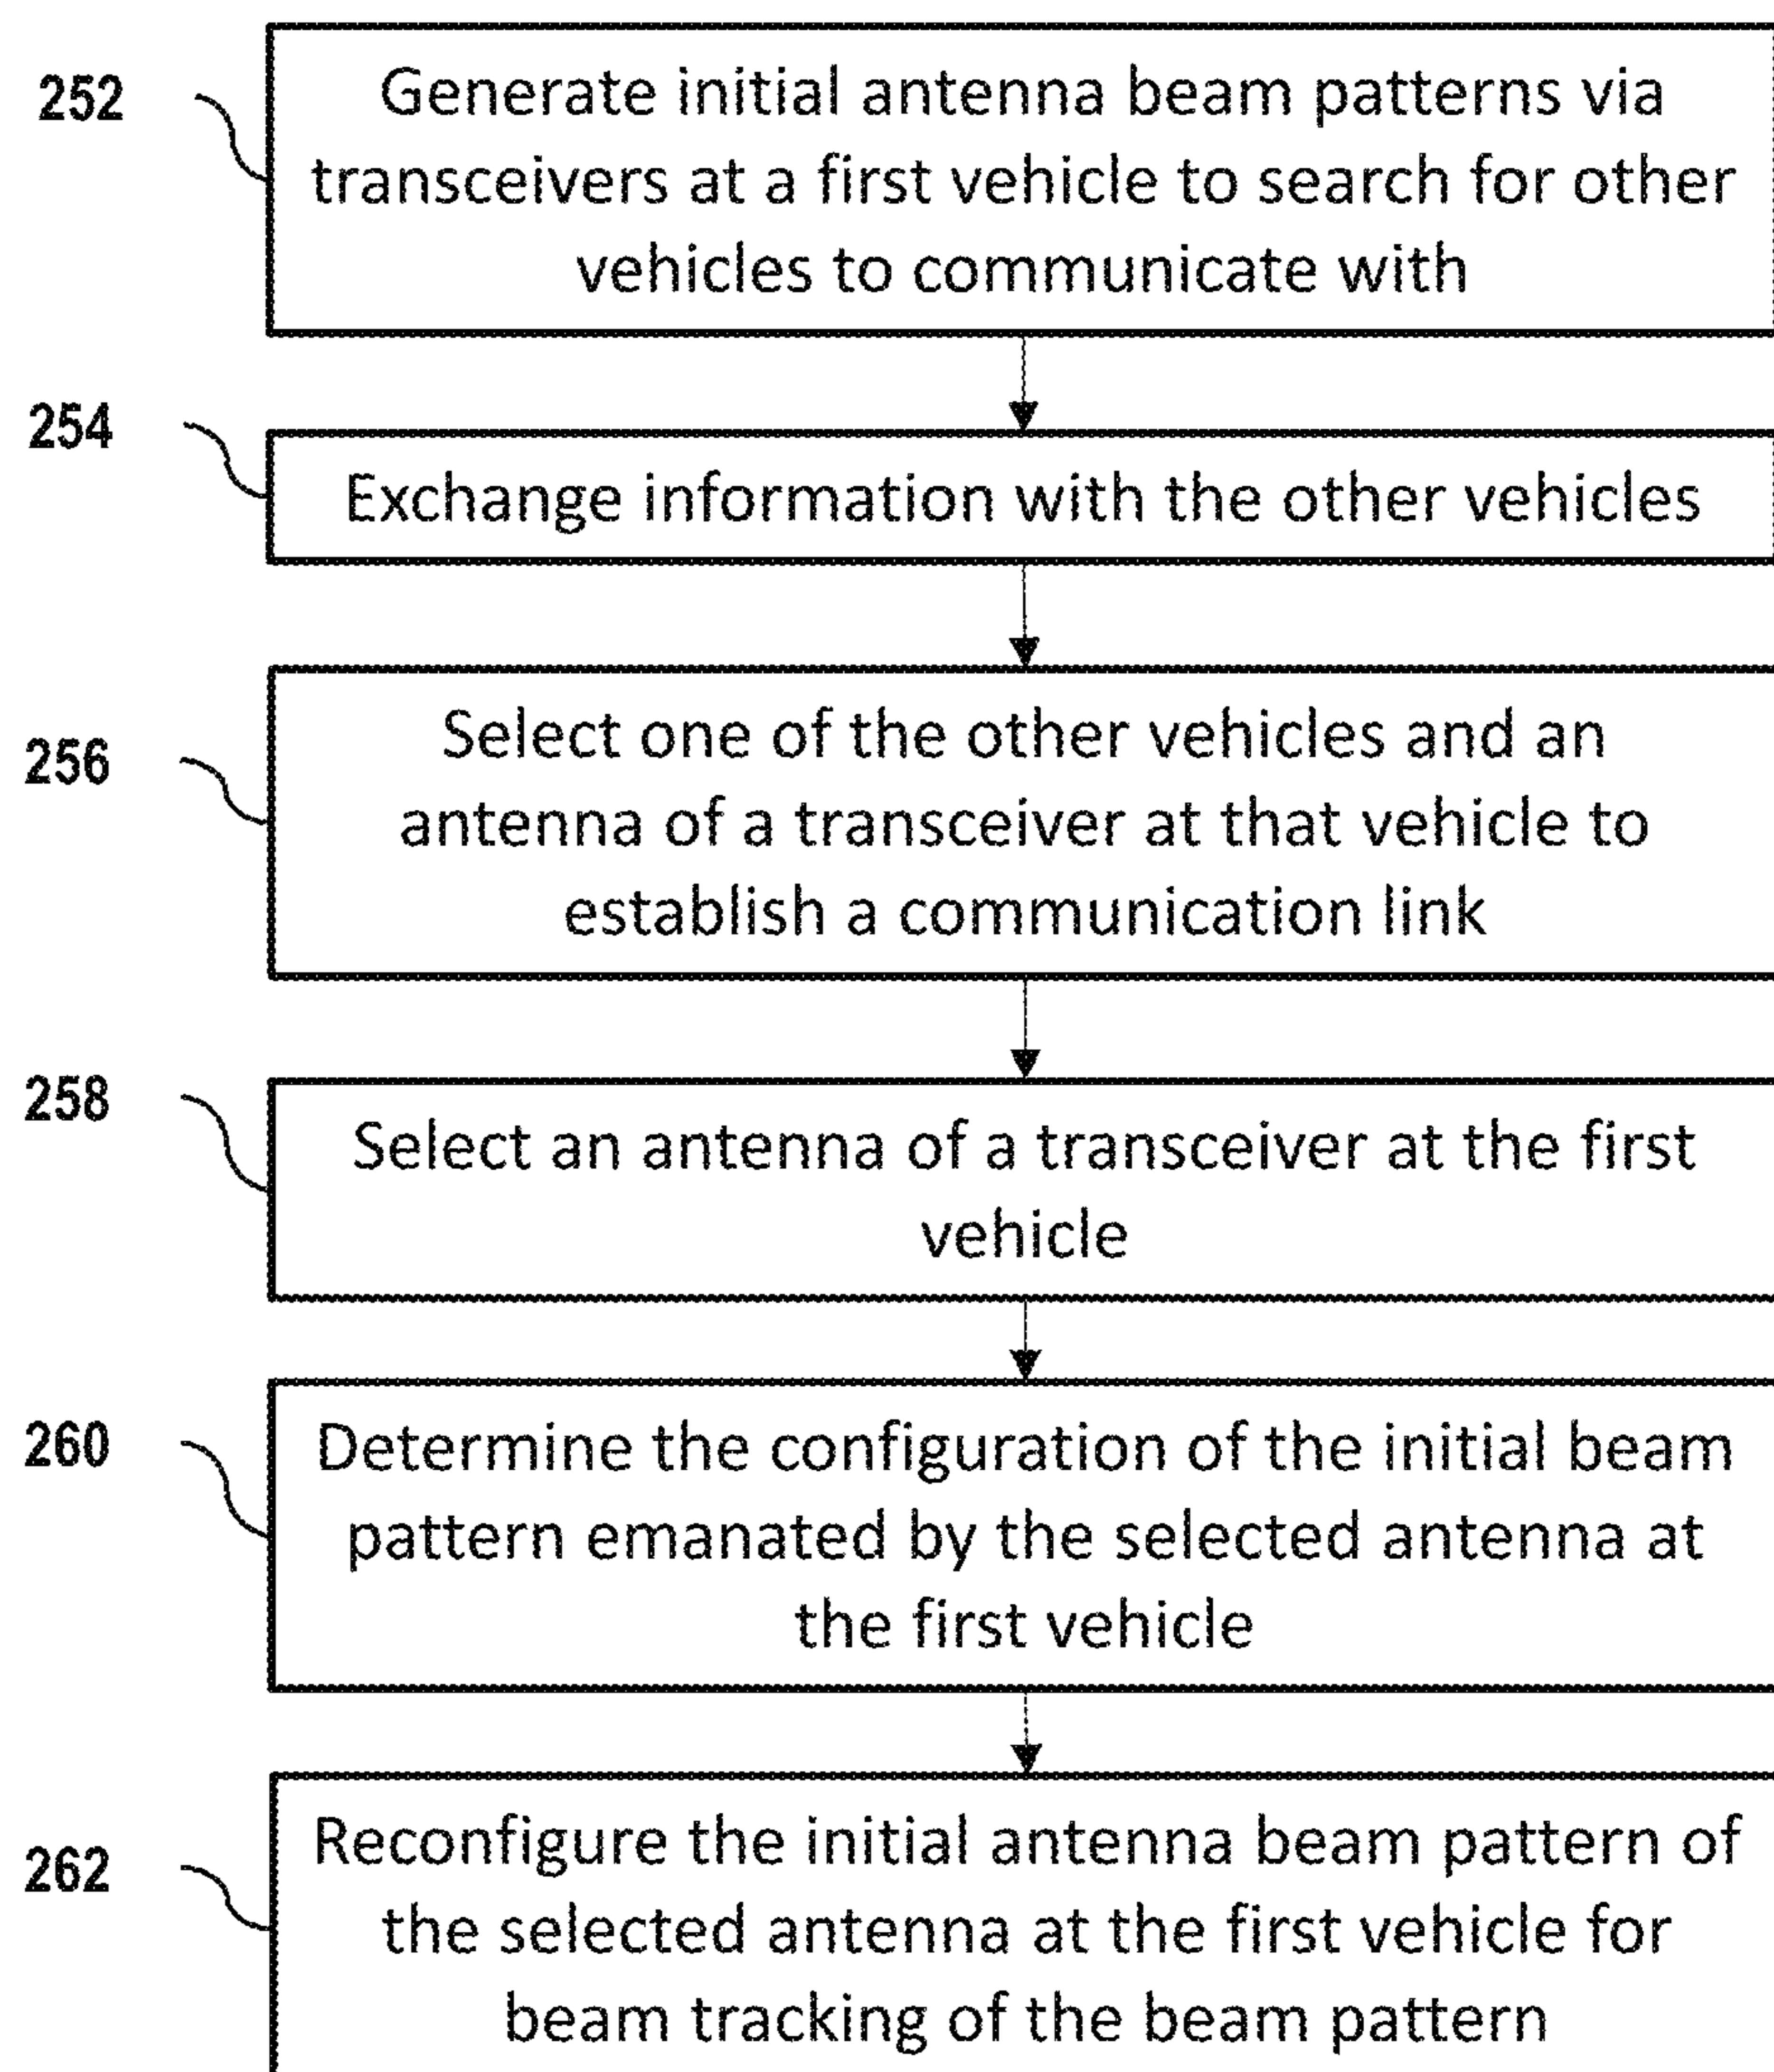 252
Generate initial antenna beam patterns via
transceivers at a first vehicle to search for other
vehicles to communicate with
254
Exchange information with the other vehicles
256
Select one of the other vehicles and an
antenna of a transceiver at that vehicle to
establish a communication link
258
Select an antenna of a transceiver at the first
vehicle
260
Determine the configuration of the initial beam
pattern emanated by the selected antenna at
the first vehicle
262
Reconfigure the initial antenna beam pattern of
the selected antenna at the first vehicle for
beam tracking of the beam pattern